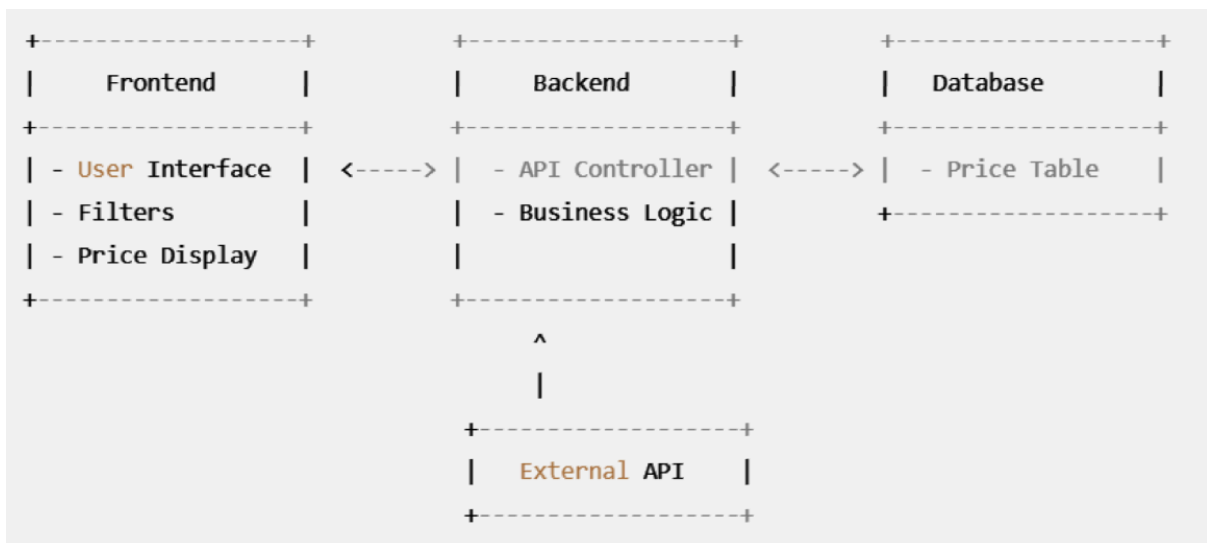 +-------------------+ +-------------------+ +-------------------+
| Frontend | | Backend | | Database |
+-------------------+ +-------------------+ +-------------------+
| - User Interface | <-----> | - API Controller | <-----> | - Price Table |
| - Filters | | - Business Logic | +-------------------+
| - Price Display | | |
+-------------------+ +-------------------+
^
|
+-------------------+
| External API |
+-------------------+